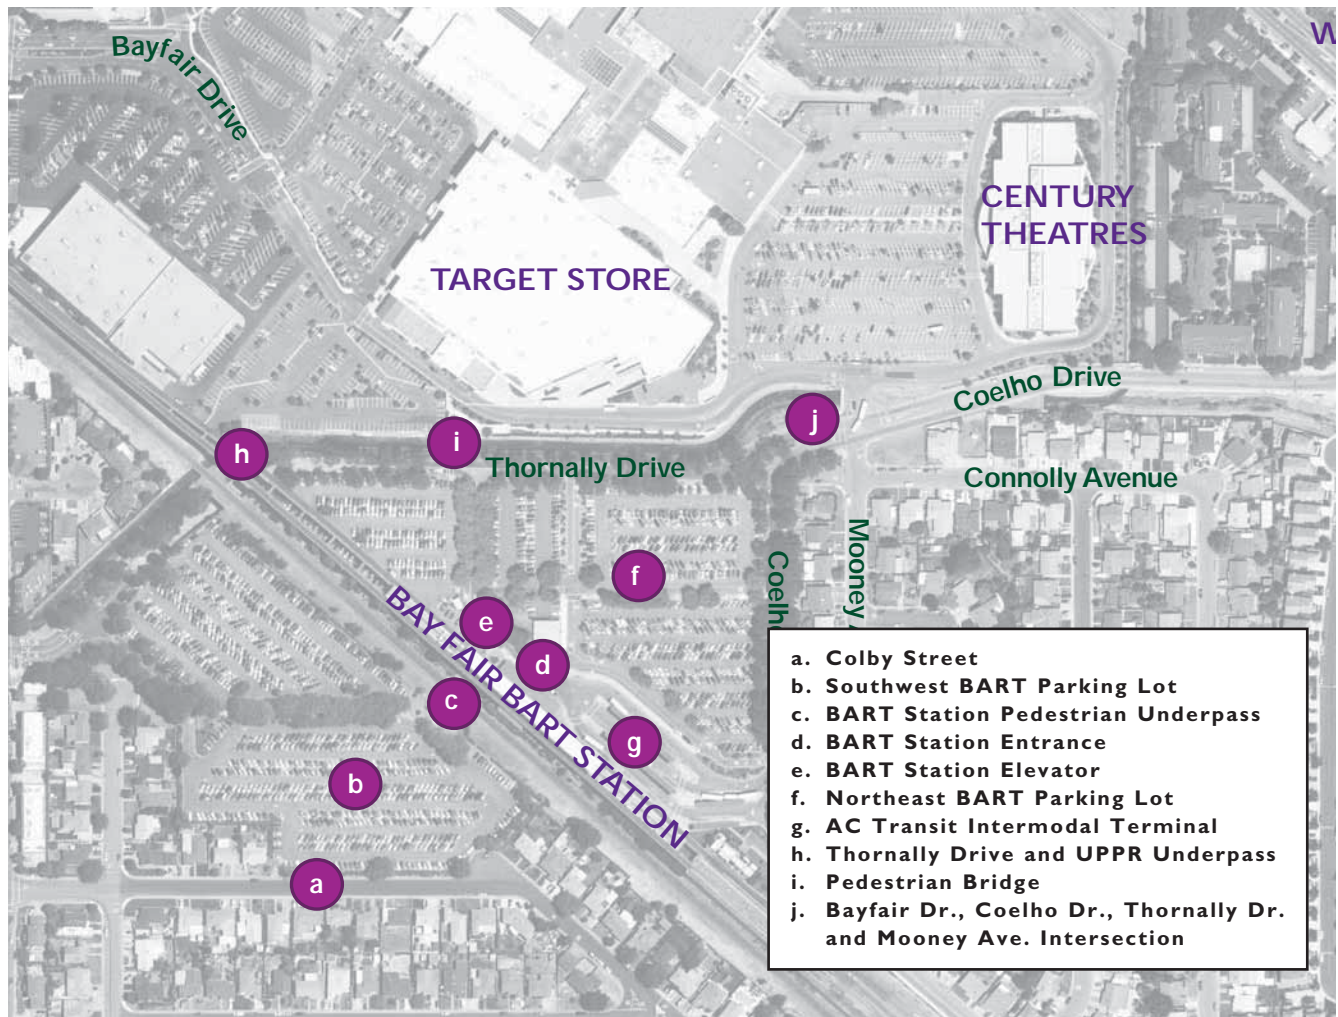 W
Bayfair Drive
CENTURY
THEATRES
TARGET STORE
Coelho Drive
j
i
h
Thornally Drive
Connolly Avenue
Mooney
Coelho
f
BAY FAIR BART STATION
e
d
c
g
b
a
a. Colby Street
b. Southwest BART Parking Lot
c. BART Station Pedestrian Underpass
d. BART Station Entrance
e. BART Station Elevator
f. Northeast BART Parking Lot
g. AC Transit Intermodal Terminal
h. Thornally Drive and UPPR Underpass
i. Pedestrian Bridge
j. Bayfair Dr., Coelho Dr., Thornally Dr.
and Mooney Ave. Intersection